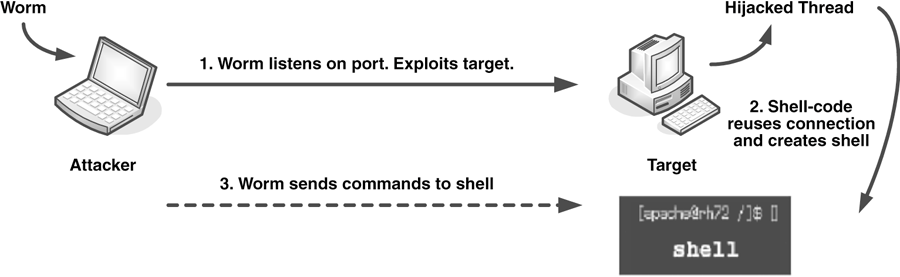 Worm
Hijacked Thread
1. Worm listens on port. Exploits target.
2. Shell-code
reuses connection
and creates shell
Attacker
Target
3. Worm sends commands to shell
[apache@rh72 /]$ []
shell